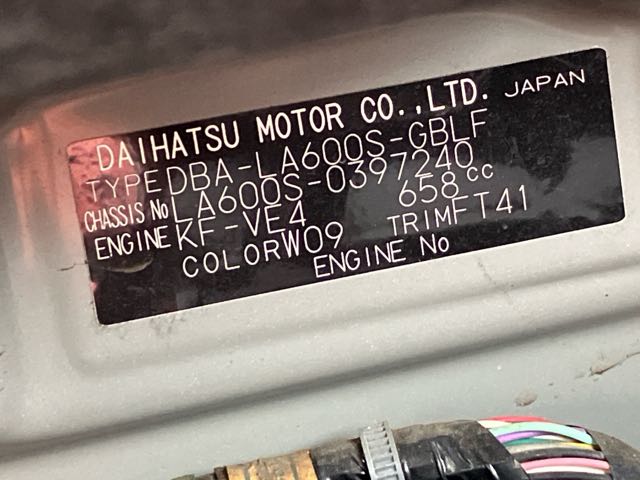 DAIHATSU MOTOR CO.,LTD. JAPAN
TYPE DBA-LA600S-GBLF
CHASSIS No LA600S-0397240
ENGINE KF-VE4 658cc
COLOR W09 TRIM FT41
ENGINE No